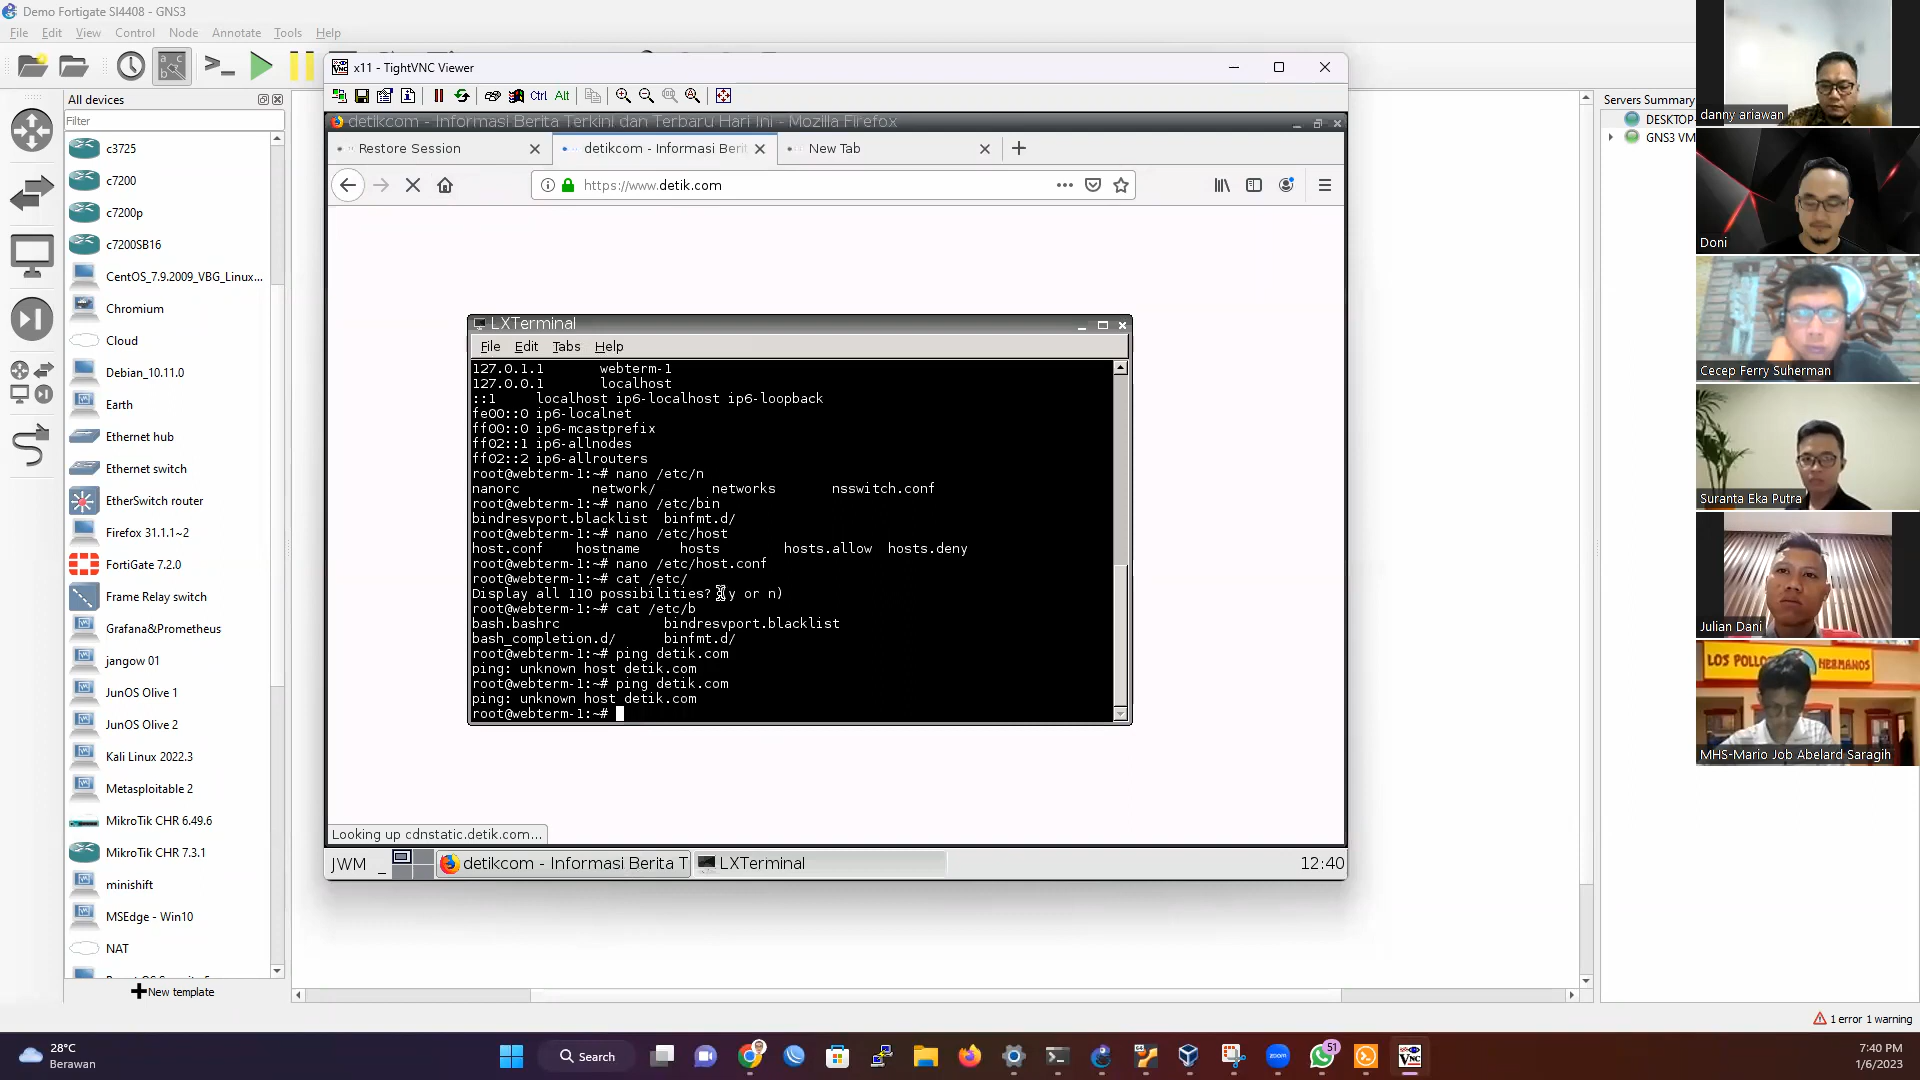 Demo Fortigate SI4408 - GNS3
File Edit View Control Node Annotate Tools Help
All devices
Filter
c3725
c7200
c7200p
c7200SB16
CentOS_7.9.2009_VBG_Linux...
Chromium
Cloud
Debian_10.11.0
Earth
Ethernet hub
Ethernet switch
EtherSwitch router
Firefox 31.1.1~2
FortiGate 7.2.0
Frame Relay switch
Grafana&Prometheus
jangow 01
JunOS Olive 1
JunOS Olive 2
Kali Linux 2022.3
Metasploitable 2
MikroTik CHR 6.49.6
MikroTik CHR 7.3.1
minishift
MSEdge - Win10
NAT
New template
x11 - TightVNC Viewer
Ctrl Alt
detikcom - Informasi Berita Terkini dan Terbaru Hari Ini - Mozilla Firefox
Restore Session
detikcom - Informasi Berit
New Tab
https://www.detik.com
LXTerminal
File Edit Tabs Help
127.0.1.1 webterm-1
127.0.0.1 localhost
::1 localhost ip6-localhost ip6-loopback
fe00::0 ip6-localnet
ff00::0 ip6-mcastprefix
ff02::1 ip6-allnodes
ff02::2 ip6-allrouters
root@webterm-1:~# nano /etc/n
nanorc network/ networks nsswitch.conf
root@webterm-1:~# nano /etc/bin
bindresvport.blacklist binfmt.d/
root@webterm-1:~# nano /etc/host
host.conf hostname hosts hosts.allow hosts.deny
root@webterm-1:~# nano /etc/host.conf
root@webterm-1:~# cat /etc/
Display all 110 possibilities? (y or n)
root@webterm-1:~# cat /etc/b
bash.bashrc bindresvport.blacklist
bash_completion.d/ binfmt.d/
root@webterm-1:~# ping detik.com
ping: unknown host detik.com
root@webterm-1:~# ping detik.com
ping: unknown host detik.com
root@webterm-1:~#
Looking up cdnstatic.detik.com...
JWM
detikcom - Informasi Berita T
LXTerminal
12:40
Servers Summary
DESKTOP
GNS3 VM
danny ariawan
Doni
Cecep Ferry Suherman
Suranta Eka Putra
Julian Dani
LOS POLLOS HERMANOS
MHS-Mario Job Abelard Saragih
1 error 1 warning
28°C
Berawan
Search
zoom
51
VNC
7:40 PM
1/6/2023